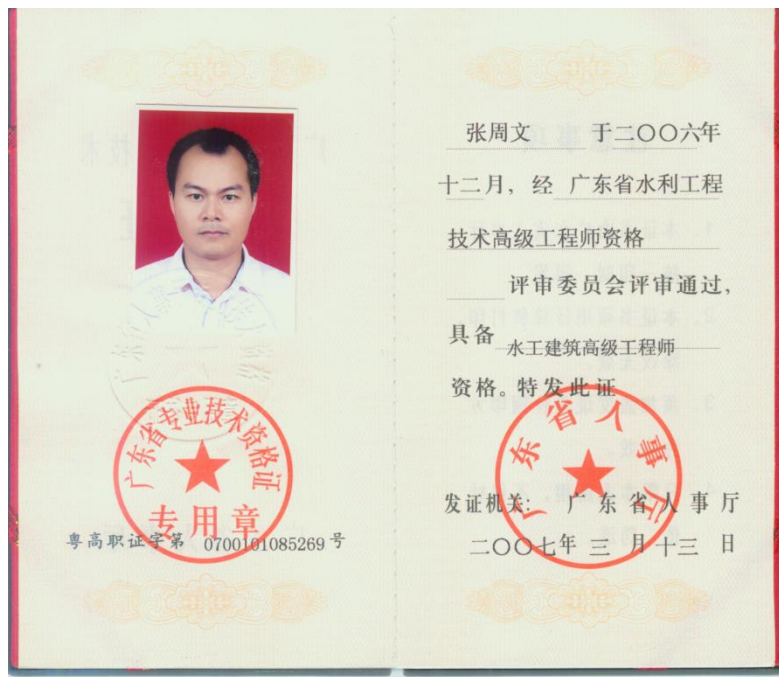 广东省专业技术资格证
专用章
粤高职证字第 0700101085269 号
张周文 于二〇〇六年
十二月，经 广东省水利工程
技术高级工程师资格
评审委员会评审通过，
具备 水工建筑高级工程师
资格。特发此证
广东省人事厅
发证机关：广东省人事厅
二〇〇七年 三 月十三 日